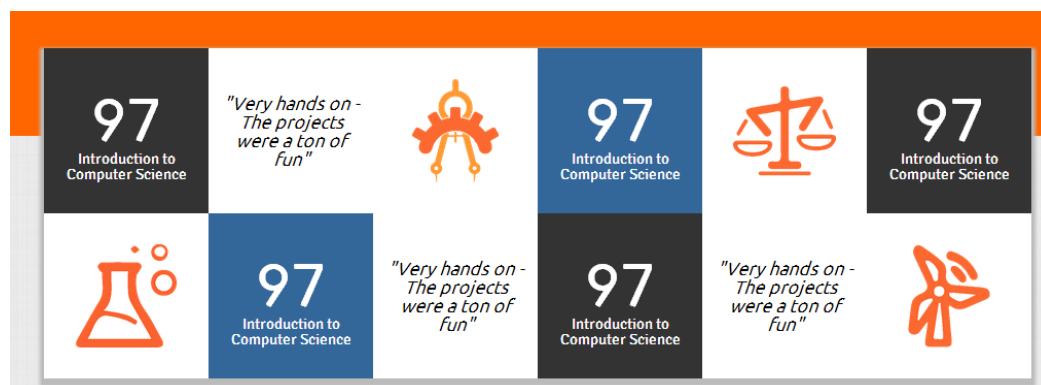 97
Introduction to
Computer Science
"Very hands on -
The projects
were a ton of
fun"
97
Introduction to
Computer Science
97
Introduction to
Computer Science
97
Introduction to
Computer Science
"Very hands on -
The projects
were a ton of
fun"
97
Introduction to
Computer Science
"Very hands on -
The projects
were a ton of
fun"